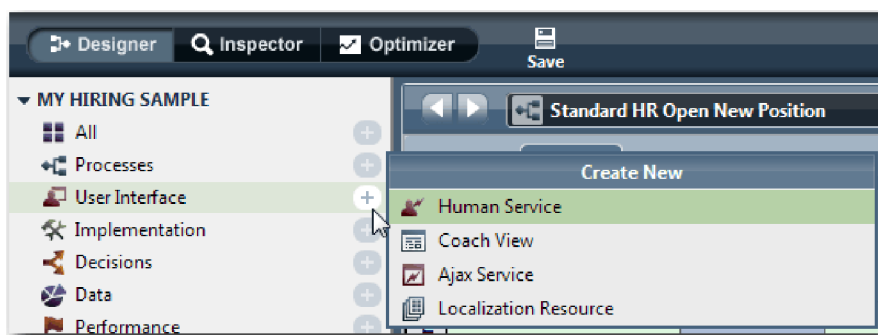 Designer Inspector Optimizer Save
MY HIRING SAMPLE
All
Processes
User Interface
Implementation
Decisions
Data
Performance
Standard HR Open New Position
Create New
Human Service
Coach View
Ajax Service
Localization Resource